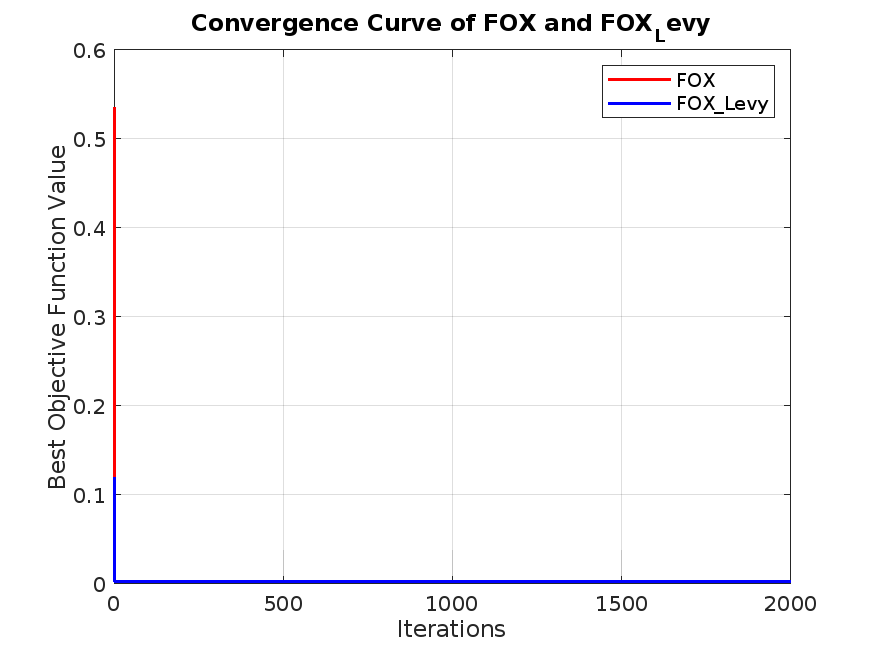 Convergence Curve of FOX and FOX_Levy
FOX
FOX_Levy
Best Objective Function Value
0.6
0.5
0.4
0.3
0.2
0.1
0
0 500 1000 1500 2000
Iterations